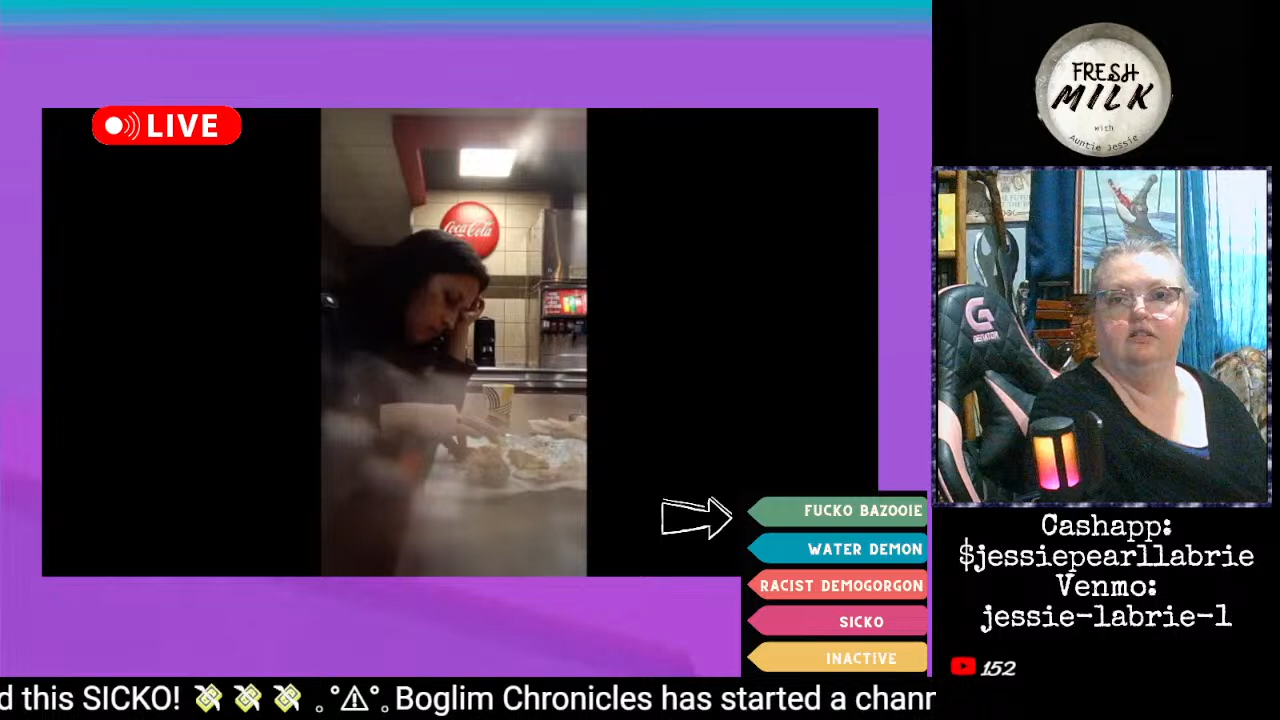 LIVE
Coca-Cola
FRESH
MILK
with
Auntie Jessie
G
GENATOR
FUCKO BAZOOIE
WATER DEMON
RACIST DEMOGORGON
SICKO
INACTIVE
Cashapp:
$jessiepearllabrie
Venmo:
jessie-labrie-1
152
d this SICKO! 💸 💸 💸 。°⚠°。Boglim Chronicles has started a chann